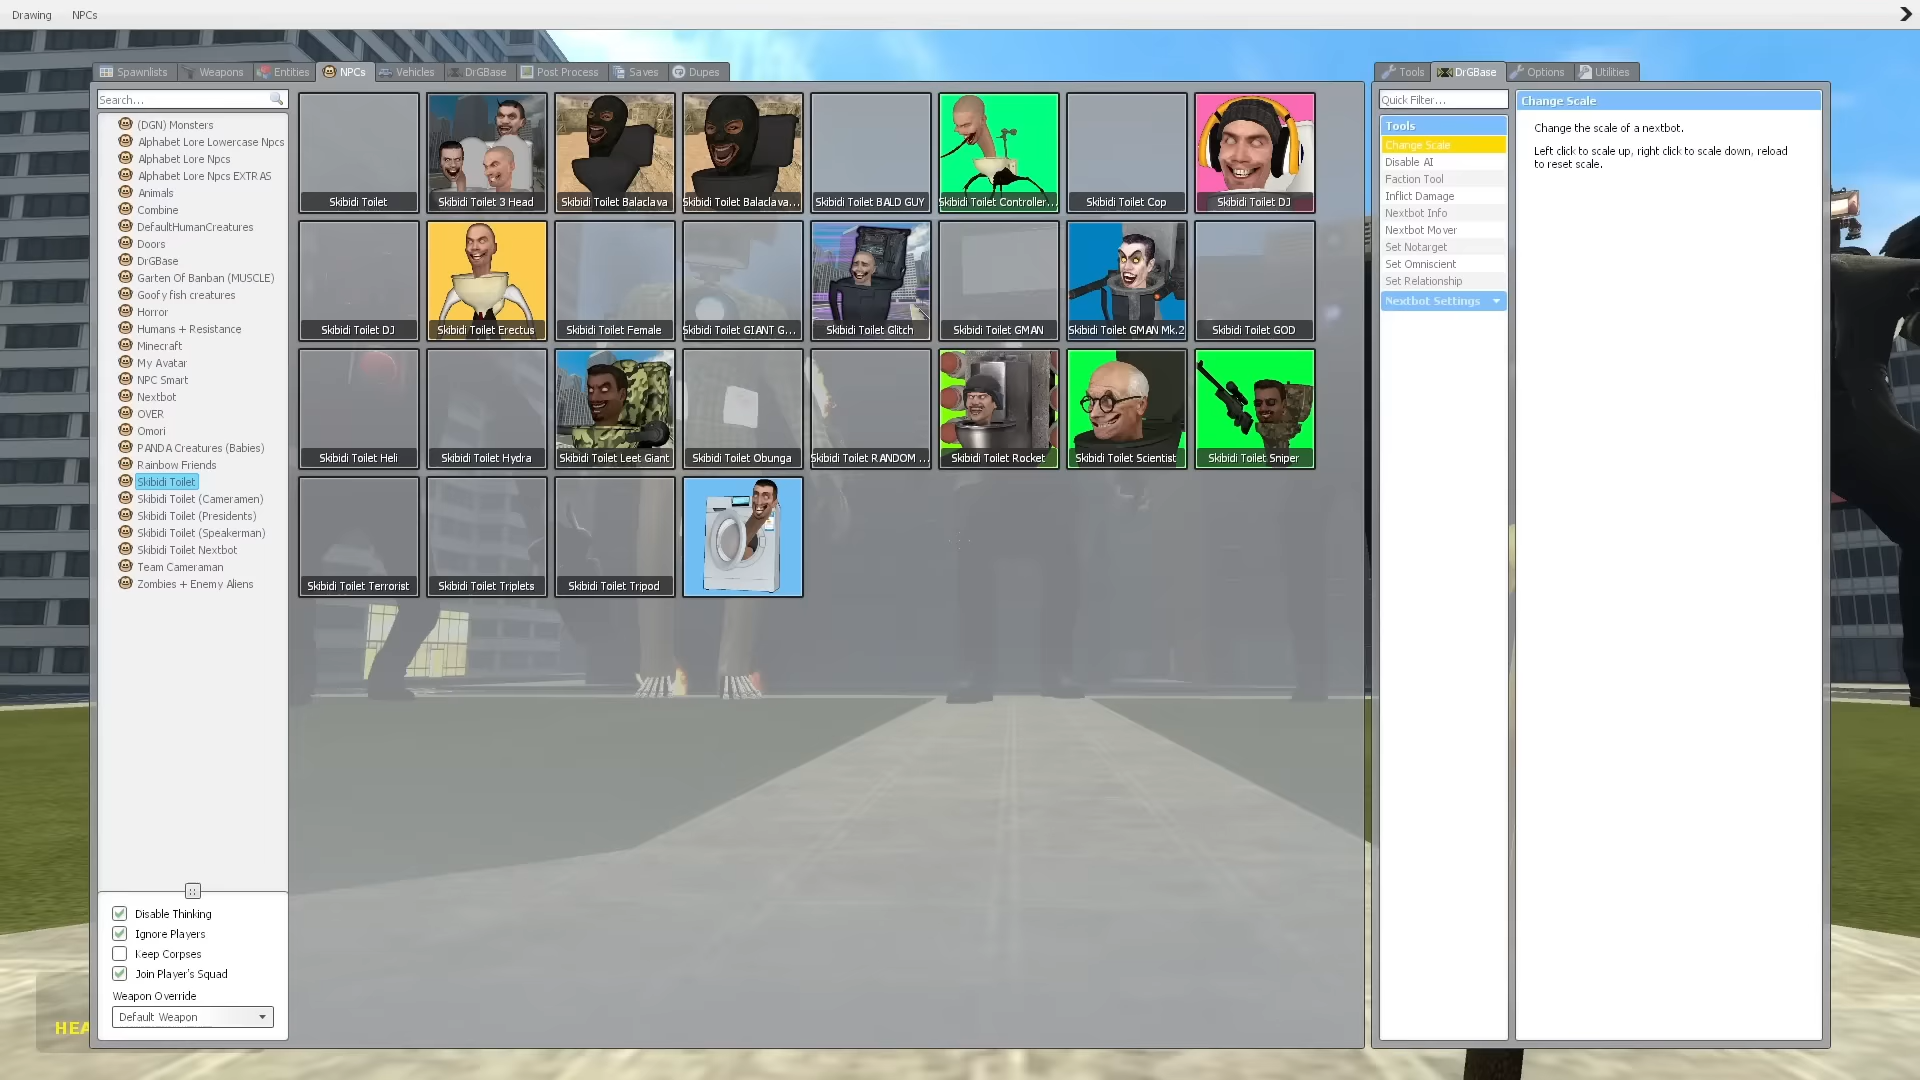 Drawing NPCs
Spawnlists Weapons Entities NPCs Vehicles DrGBase Post Process Saves Dupes
Search...
(DGN) Monsters
Alphabet Lore Lowercase Npcs
Alphabet Lore Npcs
Alphabet Lore Npcs EXTRAS
Animals
Combine
DefaultHumanCreatures
Doors
DrGBase
Garten Of Banban (MUSCLE)
Goofy fish creatures
Horror
Humans + Resistance
Minecraft
My Avatar
NPC Smart
Nextbot
OVER
Omori
PANDA Creatures (Babies)
Rainbow Friends
Skibidi Toilet
Skibidi Toilet (Cameramen)
Skibidi Toilet (Presidents)
Skibidi Toilet (Speakerman)
Skibidi Toilet Nextbot
Team Cameraman
Zombies + Enemy Aliens
Disable Thinking
Ignore Players
Keep Corpses
Join Player's Squad
Weapon Override
Default Weapon
HEA
Skibidi Toilet
Skibidi Toilet 3 Head
Skibidi Toilet Balaclava
Skibidi Toilet Balaclava...
Skibidi Toilet BALD GUY
Skibidi Toilet Controller...
Skibidi Toilet Cop
Skibidi Toilet DJ
Skibidi Toilet DJ
Skibidi Toilet Erectus
Skibidi Toilet Female
Skibidi Toilet GIANT G...
Skibidi Toilet Glitch
Skibidi Toilet GMAN
Skibidi Toilet GMAN Mk.2
Skibidi Toilet GOD
Skibidi Toilet Heli
Skibidi Toilet Hydra
Skibidi Toilet Leet Giant
Skibidi Toilet Obunga
Skibidi Toilet RANDOM ...
Skibidi Toilet Rocket
Skibidi Toilet Scientist
Skibidi Toilet Sniper
Skibidi Toilet Terrorist
Skibidi Toilet Triplets
Skibidi Toilet Tripod
Tools DrGBase Options Utilities
Quick Filter...
Tools
Change Scale
Disable AI
Faction Tool
Inflict Damage
Nextbot Info
Nextbot Mover
Set Notarget
Set Omniscient
Set Relationship
Nextbot Settings
Change Scale
Change the scale of a nextbot.
Left click to scale up, right click to scale down, reload
to reset scale.